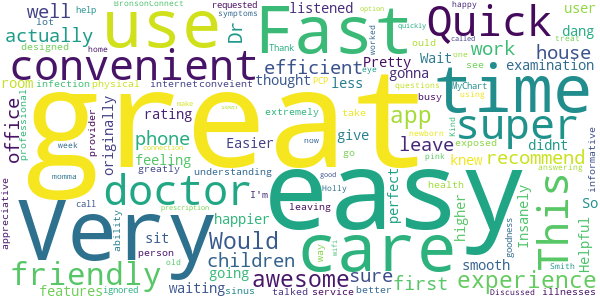 well
lot
help
BronsonConnect
requested
symptoms
Thank
option
quickly
happy
called
actually
designed
home
use
Dr
listened
Fast
Quick
user
dang
work
house
treat
worked
Pretty
gonna
Wait
examination
see
one
using
convenient
efficient
room
infection
physical
internet
conveient
thought
less
eye
PCP
busy
MyChart
time
office
professional
originally
rating
phone
Easier
give
great
extremely
take
questions
app
super
appreciative
week
provider
make
connection
now
go
newborn
Kind
answering
leave
didnt
exposed
knew
recommend
informative
feeling
greatly
understanding
momma
doctor
I'm
good
Holly
perfect
pink
health
higher
Insanely
This
So
Helpful
call
prescription
leaving
happier
Would
easy
way
wifi
goodness
smooth
ability
Very
sit
children
person
old
going
care
first
experience
friendly
features
ignored
waiting
sinus
awesome
sure
talked
service
better
Discussed
illnesses
Smith